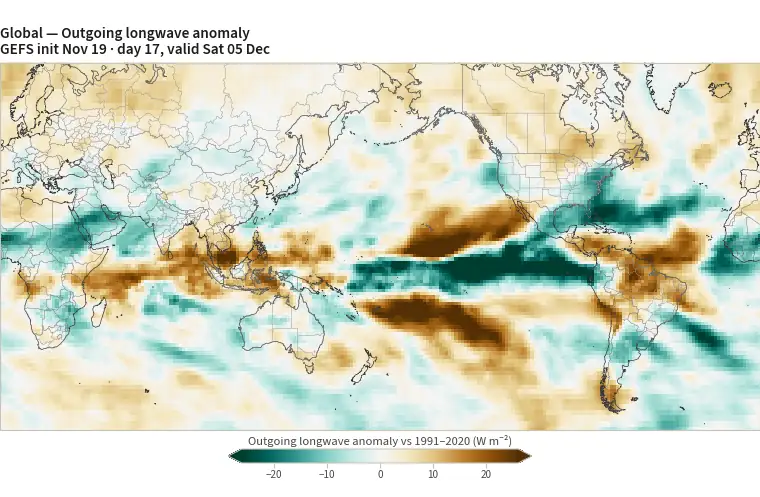 Global — Outgoing longwave anomaly
GEFS init Nov 19 · day 17, valid Sat 05 Dec
Outgoing longwave anomaly vs 1991–2020 (W m⁻²)
−20 −10 0 10 20